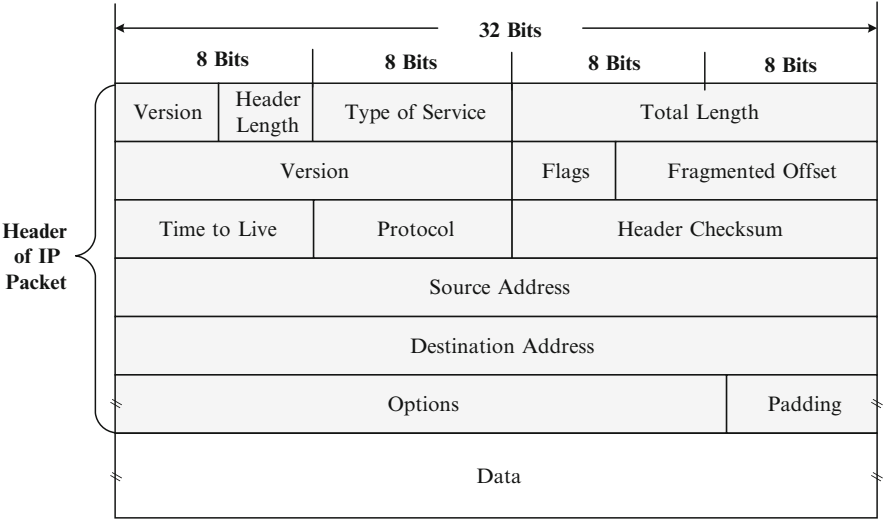 32 Bits
8 Bits 8 Bits 8 Bits 8 Bits
Version Header Length Type of Service Total Length
Version Flags Fragmented Offset
Time to Live Protocol Header Checksum
Header of IP Packet
Source Address
Destination Address
Options Padding
Data